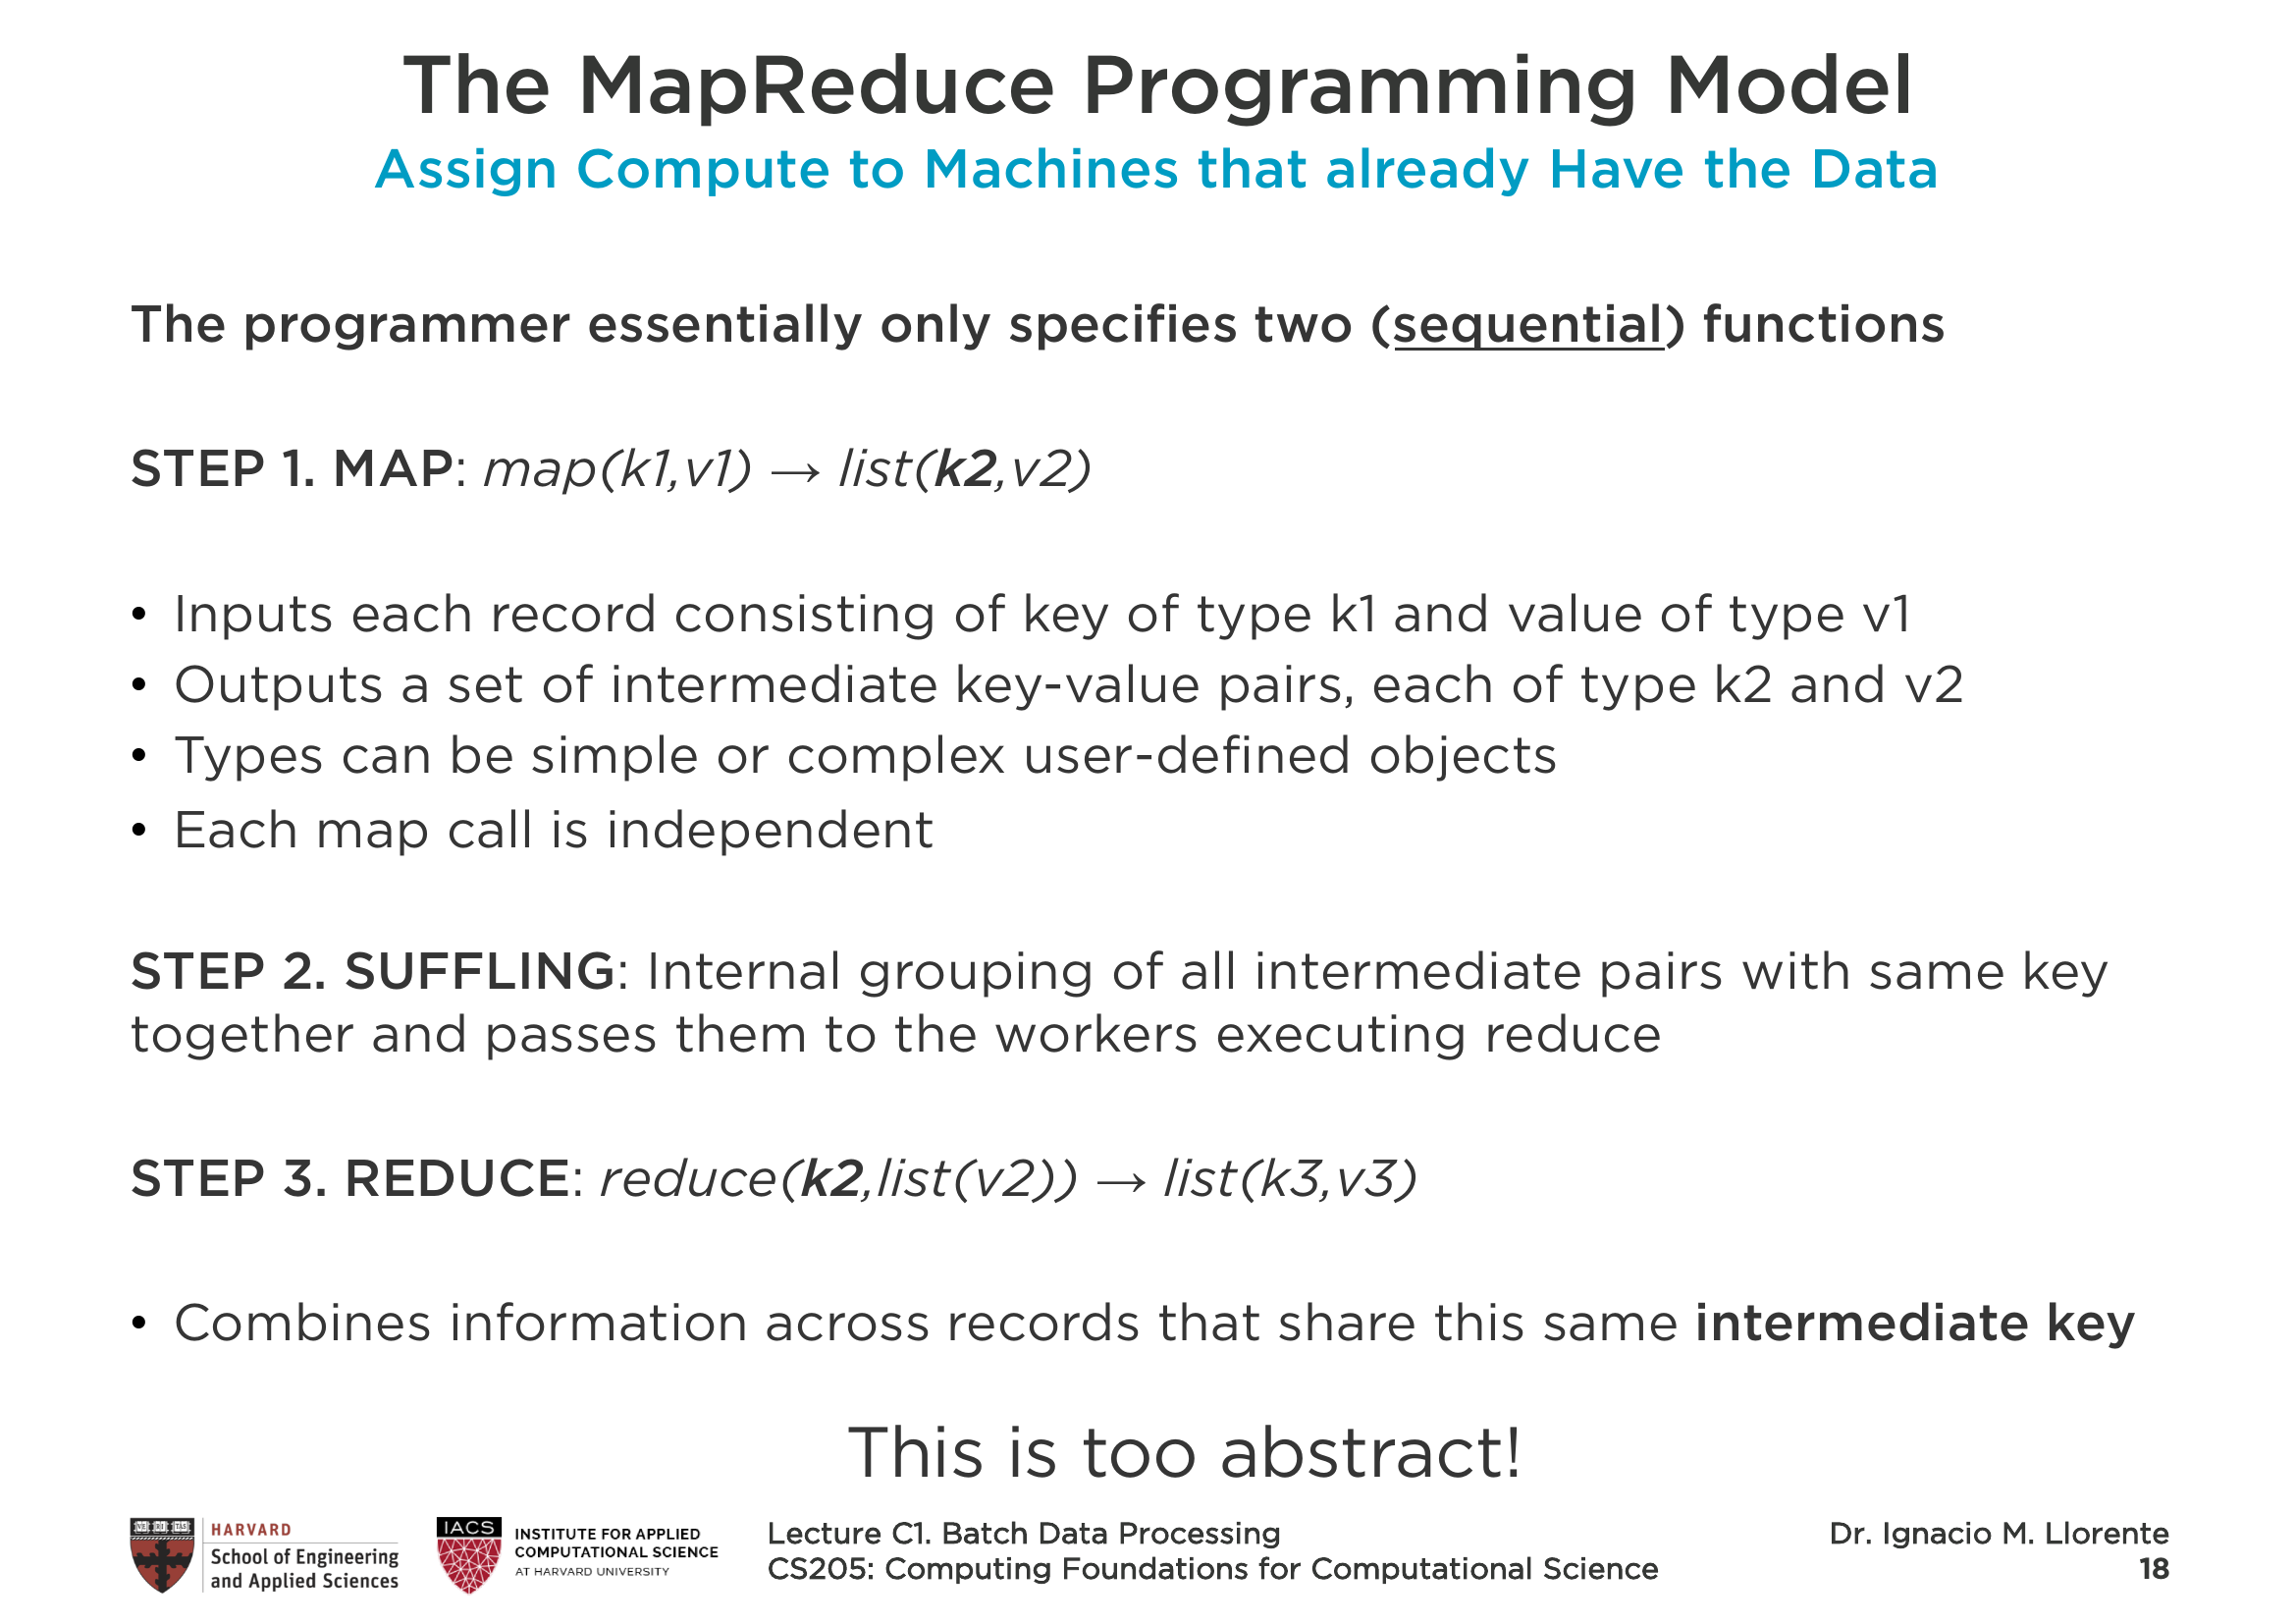 The MapReduce Programming Model
Assign Compute to Machines that already Have the Data
The programmer essentially only specifies two (sequential) functions
STEP 1. MAP: map(k1,v1) → list(k2,v2)
• Inputs each record consisting of key of type k1 and value of type v1
• Outputs a set of intermediate key-value pairs, each of type k2 and v2
• Types can be simple or complex user-defined objects
• Each map call is independent
STEP 2. SUFFLING: Internal grouping of all intermediate pairs with same key
together and passes them to the workers executing reduce
STEP 3. REDUCE: reduce(k2,list(v2)) → list(k3,v3)
• Combines information across records that share this same intermediate key
This is too abstract!
VE RI TAS
HARVARD
School of Engineering
and Applied Sciences
IACS
INSTITUTE FOR APPLIED
COMPUTATIONAL SCIENCE
AT HARVARD UNIVERSITY
Lecture C1. Batch Data Processing
CS205: Computing Foundations for Computational Science
Dr. Ignacio M. Llorente
18